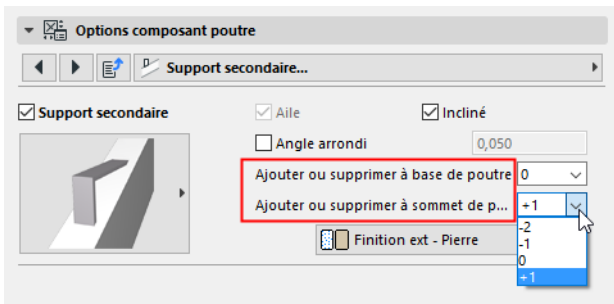 Options composant poutre
Support secondaire...
Support secondaire
Aile
Incliné
Angle arrondi
0,050
Ajouter ou supprimer à base de poutre
0
Ajouter ou supprimer à sommet de p...
+1
-2
-1
0
+1
Finition ext - Pierre